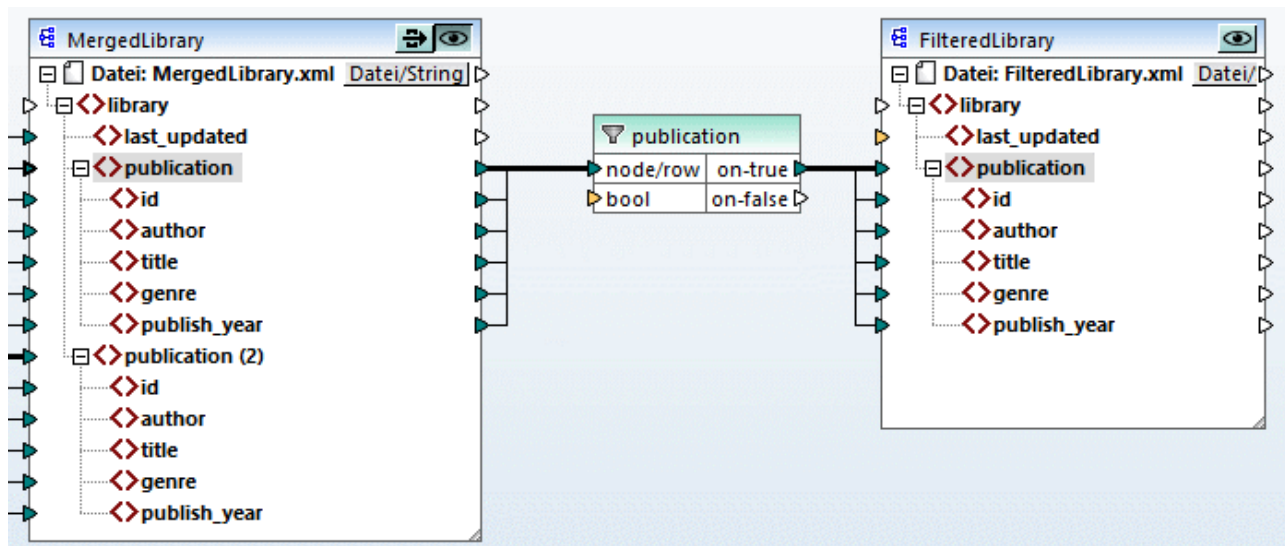 MergedLibrary
Datei: MergedLibrary.xml Datei/String
library
last_updated
publication
id
author
title
genre
publish_year
publication (2)
id
author
title
genre
publish_year
publication
node/row on-true
bool on-false
FilteredLibrary
Datei: FilteredLibrary.xml Datei/
library
last_updated
publication
id
author
title
genre
publish_year